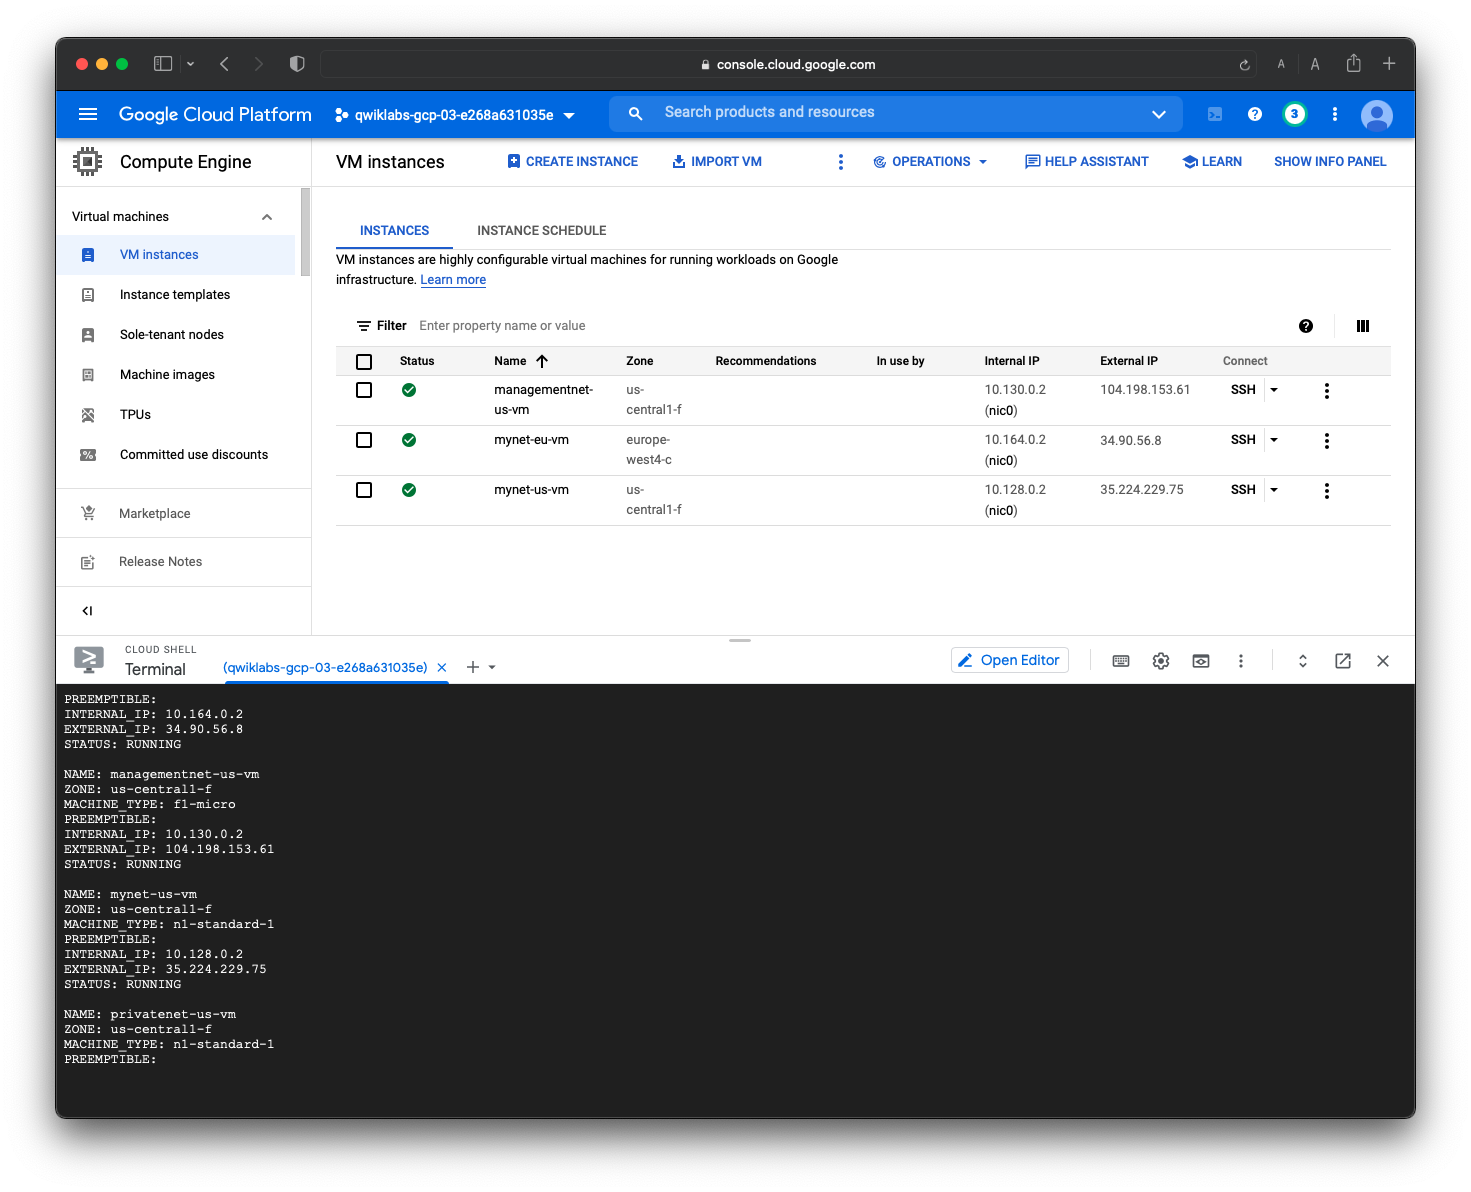 console.cloud.google.com
A A
Google Cloud Platform qwiklabs-gcp-03-e268a631035e Search products and resources 3
Compute Engine
VM instances CREATE INSTANCE IMPORT VM OPERATIONS HELP ASSISTANT LEARN SHOW INFO PANEL
Virtual machines
VM instances
Instance templates
Sole-tenant nodes
Machine images
TPUs
Committed use discounts
Marketplace
Release Notes
INSTANCES INSTANCE SCHEDULE
VM instances are highly configurable virtual machines for running workloads on Google
infrastructure. Learn more
Filter Enter property name or value
Status Name Zone Recommendations In use by Internal IP External IP Connect
managementnet- us- 10.130.0.2 104.198.153.61 SSH
us-vm central1-f (nic0)
mynet-eu-vm europe- 10.164.0.2 34.90.56.8 SSH
west4-c (nic0)
mynet-us-vm us- 10.128.0.2 35.224.229.75 SSH
central1-f (nic0)
CLOUD SHELL
Terminal (qwiklabs-gcp-03-e268a631035e) Open Editor
PREEMPTIBLE:
INTERNAL_IP: 10.164.0.2
EXTERNAL_IP: 34.90.56.8
STATUS: RUNNING
NAME: managementnet-us-vm
ZONE: us-central1-f
MACHINE_TYPE: f1-micro
PREEMPTIBLE:
INTERNAL_IP: 10.130.0.2
EXTERNAL_IP: 104.198.153.61
STATUS: RUNNING
NAME: mynet-us-vm
ZONE: us-central1-f
MACHINE_TYPE: n1-standard-1
PREEMPTIBLE:
INTERNAL_IP: 10.128.0.2
EXTERNAL_IP: 35.224.229.75
STATUS: RUNNING
NAME: privatenet-us-vm
ZONE: us-central1-f
MACHINE_TYPE: n1-standard-1
PREEMPTIBLE: